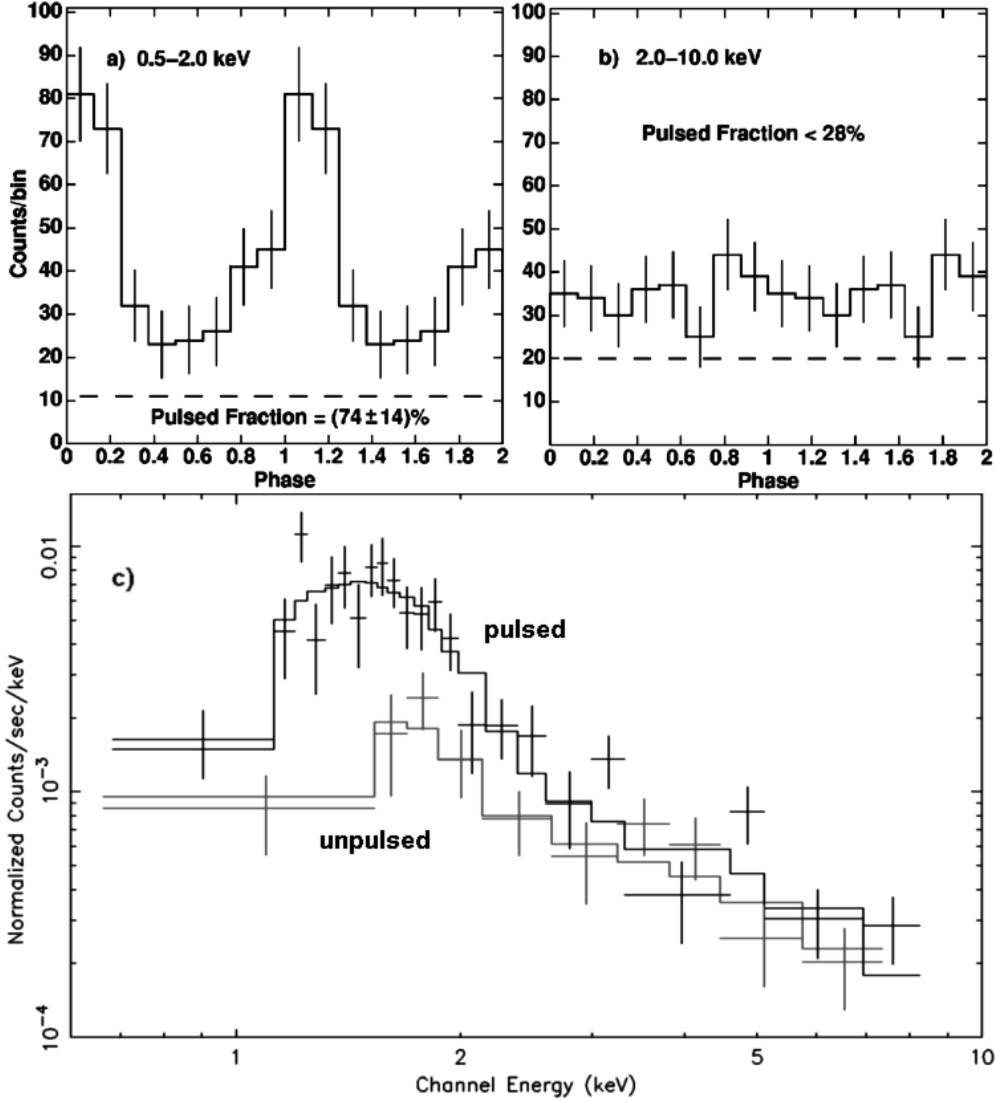 100
90
80
70
60
50
40
30
20
10
0
Counts/bin
a) 0.5–2.0 keV
Pulsed Fraction = (74±14)%
0 0.2 0.4 0.6 0.8 1 1.2 1.4 1.6 1.8 2
Phase
100
90
80
70
60
50
40
30
20
10
b) 2.0–10.0 keV
Pulsed Fraction < 28%
0 0.2 0.4 0.6 0.8 1 1.2 1.4 1.6 1.8 2
Phase
c)
pulsed
unpulsed
0.01
10⁻³
10⁻⁴
Normalized Counts/sec/keV
1 2 5 10
Channel Energy (keV)